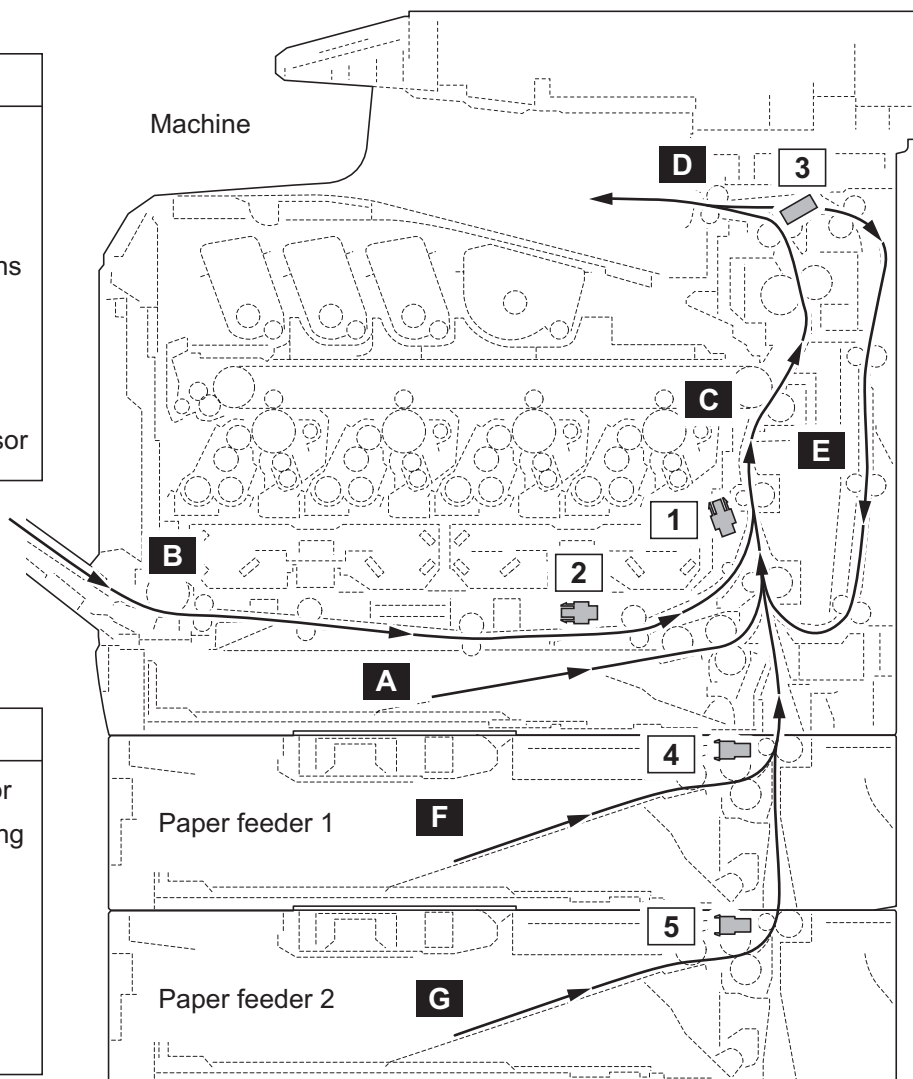 Machine
D
3
ns
C
sor
E
1
B
2
A
4
or
F
ng
Paper feeder 1
5
G
Paper feeder 2